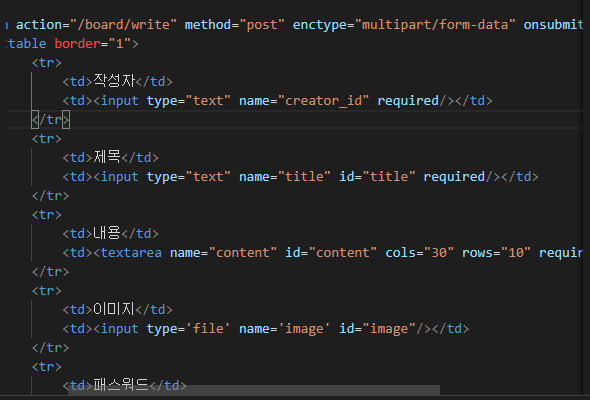 action="/board/write" method="post" enctype="multipart/form-data" onsubmit
table border="1">
<tr>
<td>작성자</td>
<td><input type="text" name="creator_id" required/></td>
</tr>
<tr>
<td>제목</td>
<td><input type="text" name="title" id="title" required/></td>
</tr>
<tr>
<td>내용</td>
<td><textarea name="content" id="content" cols="30" rows="10" requir
</tr>
<tr>
<td>이미지</td>
<td><input type='file' name='image' id="image"/></td>
</tr>
<tr>
<td>패스워드</td>